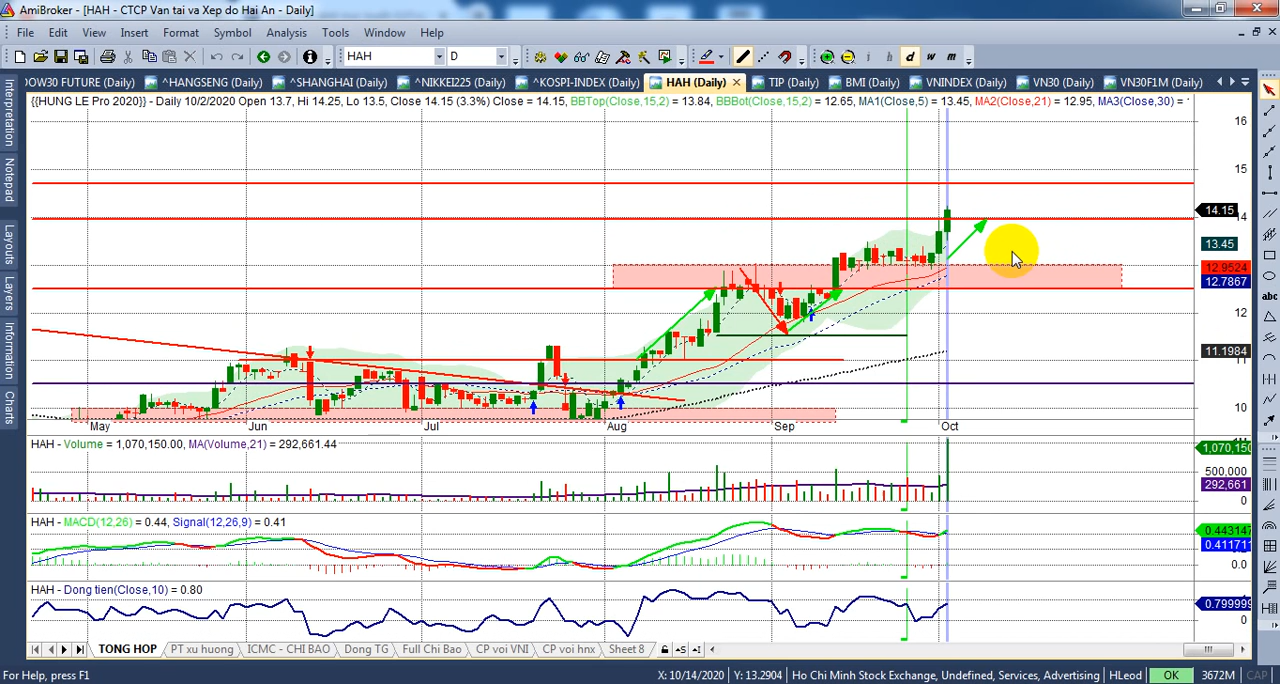 AmiBroker - [HAH - CTCP Van tai va Xep do Hai An - Daily]
File Edit View Insert Format Symbol Analysis Tools Window Help
HAH D h d w m
OOW30 FUTURE (Daily) ^HANGSENG (Daily) ^SHANGHAI (Daily) ^NIKKEI225 (Daily) ^KOSPI-INDEX (Daily) HAH (Daily) TIP (Daily) BMI (Daily) VNINDEX (Daily) VN30 (Daily) VN30F1M (Daily)
{{HUNG LE Pro 2020}} - Daily 10/2/2020 Open 13.7, Hi 14.25, Lo 13.5, Close 14.15 (3.3%) Close = 14.15, BBTop(Close,15,2) = 13.84, BBBot(Close,15,2) = 12.65, MA1(Close,5) = 13.45, MA2(Close,21) = 12.95, MA3(Close,30) =
Interpretation
Notepad
Layouts
Layers
Information
Charts
abc
16
15
14.15
14
13.45
12.9524
12.7867
12
11.1984
11
10
May Jun Jul Aug Sep Oct
HAH - Volume = 1,070,150.00, MA(Volume,21) = 292,661.44
1,070,150
500,000
292,661
0
HAH - MACD(12,26) = 0.44, Signal(12,26,9) = 0.41
0.443147
0.411711
0.0
HAH - Dong tien(Close,10) = 0.80
0.799999
0
TONG HOP PT xu huong ICMC - CHI BAO Dong TG Full Chi Bao CP voi VNI CP voi hnx Sheet 8
For Help, press F1 X: 10/14/2020 Y: 13.2904 Ho Chi Minh Stock Exchange, Undefined, Services, Advertising HLeod OK 3672M CAP